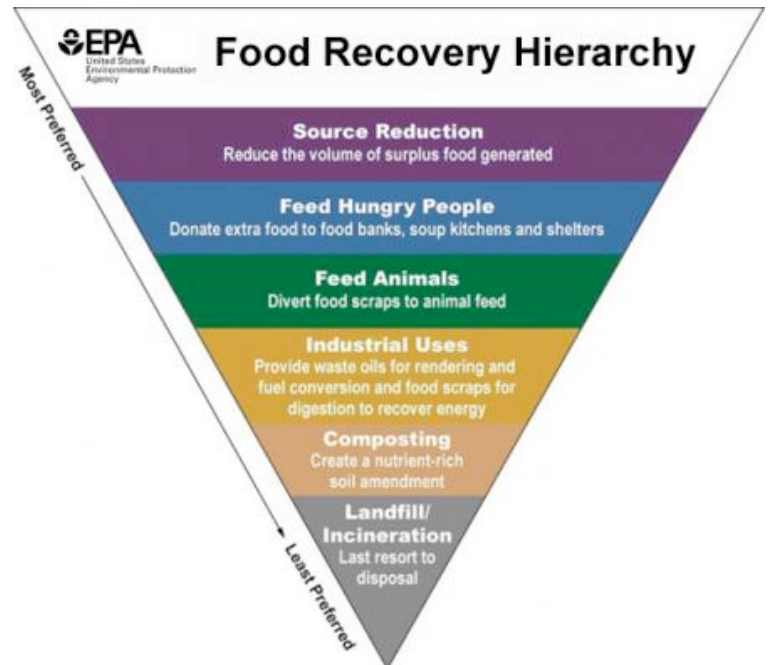 EPA
United States
Environmental Protection
Agency
Food Recovery Hierarchy
Most Preferred
Source Reduction
Reduce the volume of surplus food generated
Feed Hungry People
Donate extra food to food banks, soup kitchens and shelters
Feed Animals
Divert food scraps to animal feed
Industrial Uses
Provide waste oils for rendering and
fuel conversion and food scraps for
digestion to recover energy
Composting
Create a nutrient-rich
soil amendment
Landfill/
Incineration
Last resort to
disposal
Least Preferred